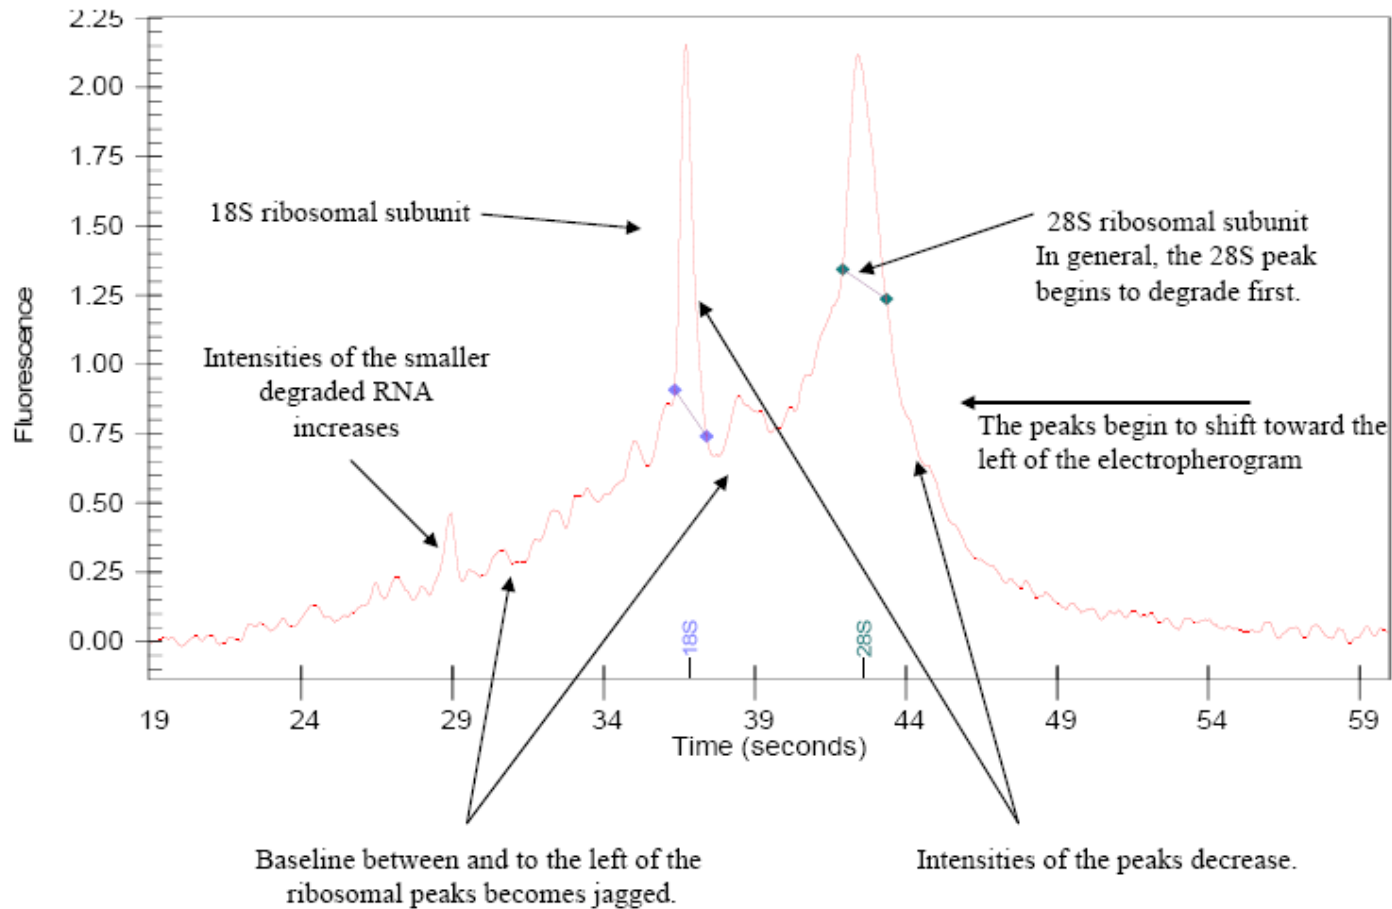 2.25
2.00
1.75
1.50
1.25
1.00
0.75
0.50
0.25
0.00
Fluorescence
18S ribosomal subunit
28S ribosomal subunit
In general, the 28S peak
begins to degrade first.
Intensities of the smaller
degraded RNA
increases
The peaks begin to shift toward the
left of the electropherogram
18S
28S
19
24
29
34
39
44
49
54
59
Time (seconds)
Baseline between and to the left of the
ribosomal peaks becomes jagged.
Intensities of the peaks decrease.